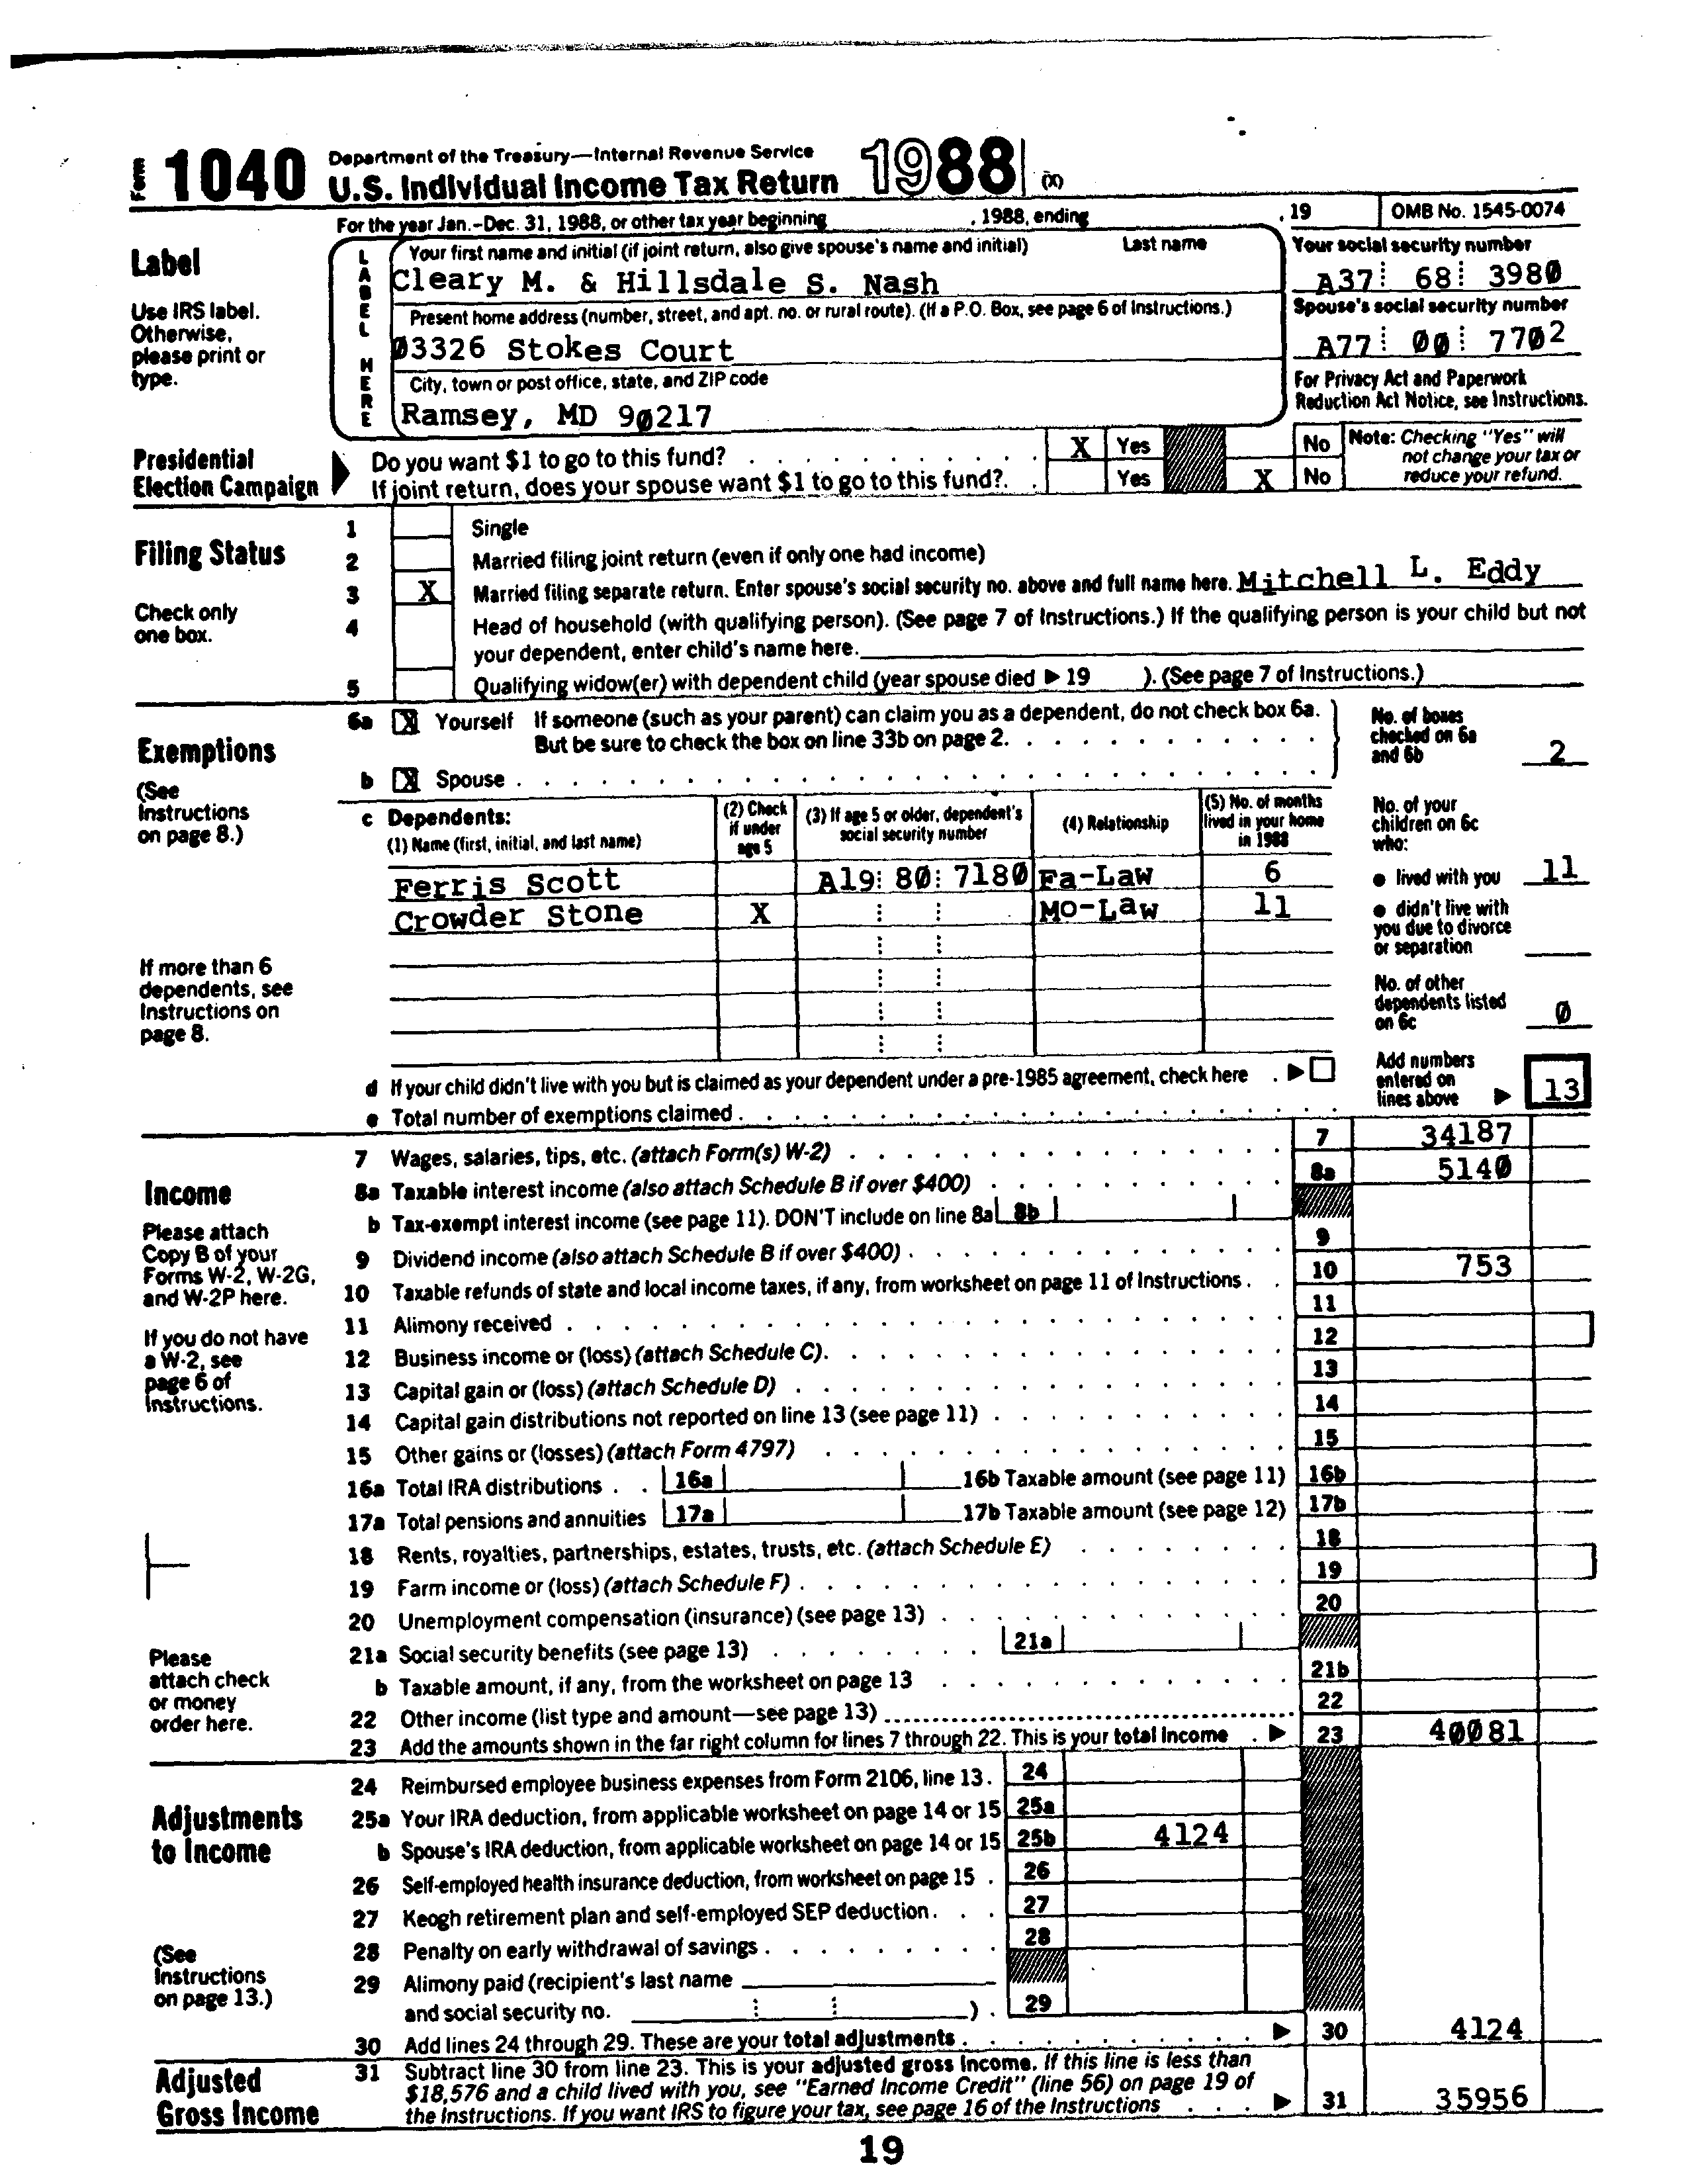 Form 1040 Department of the Treasury—Internal Revenue Service
U.S. Individual Income Tax Return 1988 (X)
For the year Jan.-Dec. 31, 1988, or other tax year beginning , 1988, ending , 19 OMB No. 1545-0074
Label
Use IRS label. Otherwise, please print or type.
LABEL HERE
Your first name and initial (if joint return, also give spouse's name and initial) Last name
Cleary M. & Hillsdale S. Nash
Your social security number
A37 68 3980
Present home address (number, street, and apt. no. or rural route). (If a P.O. Box, see page 6 of Instructions.)
03326 Stokes Court
Spouse's social security number
A77 00 7702
City, town or post office, state, and ZIP code
Ramsey, MD 90217
For Privacy Act and Paperwork Reduction Act Notice, see Instructions.
Presidential Election Campaign
Do you want $1 to go to this fund? X Yes No
If joint return, does your spouse want $1 to go to this fund?. Yes X No
Note: Checking "Yes" will not change your tax or reduce your refund.
Filing Status
Check only one box.
1 Single
2 Married filing joint return (even if only one had income)
3 X Married filing separate return. Enter spouse's social security no. above and full name here. Mitchell L. Eddy
4 Head of household (with qualifying person). (See page 7 of Instructions.) If the qualifying person is your child but not
your dependent, enter child's name here.
5 Qualifying widow(er) with dependent child (year spouse died ▶ 19 ). (See page 7 of Instructions.)
Exemptions
(See Instructions on page 8.)
6a X Yourself If someone (such as your parent) can claim you as a dependent, do not check box 6a.
But be sure to check the box on line 33b on page 2.
b X Spouse
No. of boxes checked on 6a and 6b 2
c Dependents:
(1) Name (first, initial, and last name) (2) Check if under age 5 (3) If age 5 or older, dependent's social security number (4) Relationship (5) No. of months lived in your home in 1988
Ferris Scott A19 80 7180 Fa-Law 6
Crowder Stone X Mo-Law 11
No. of your children on 6c who:
● lived with you 11
● didn't live with you due to divorce or separation
No. of other dependents listed on 6c 0
If more than 6 dependents, see Instructions on page 8.
d If your child didn't live with you but is claimed as your dependent under a pre-1985 agreement, check here . ▶
e Total number of exemptions claimed
Add numbers entered on lines above ▶ 13
Income
Please attach Copy B of your Forms W-2, W-2G, and W-2P here.
If you do not have a W-2, see page 6 of Instructions.
Please attach check or money order here.
7 Wages, salaries, tips, etc. (attach Form(s) W-2) 7 34187
8a Taxable interest income (also attach Schedule B if over $400) 8a 5140
b Tax-exempt interest income (see page 11). DON'T include on line 8a 8b
9 Dividend income (also attach Schedule B if over $400) 9
10 Taxable refunds of state and local income taxes, if any, from worksheet on page 11 of Instructions 10 753
11 Alimony received 11
12 Business income or (loss) (attach Schedule C). 12
13 Capital gain or (loss) (attach Schedule D) 13
14 Capital gain distributions not reported on line 13 (see page 11) 14
15 Other gains or (losses) (attach Form 4797) 15
16a Total IRA distributions 16a 16b Taxable amount (see page 11) 16b
17a Total pensions and annuities 17a 17b Taxable amount (see page 12) 17b
18 Rents, royalties, partnerships, estates, trusts, etc. (attach Schedule E) 18
19 Farm income or (loss) (attach Schedule F) 19
20 Unemployment compensation (insurance) (see page 13) 20
21a Social security benefits (see page 13) 21a
b Taxable amount, if any, from the worksheet on page 13 21b
22 Other income (list type and amount—see page 13) 22
23 Add the amounts shown in the far right column for lines 7 through 22. This is your total income ▶ 23 40081
Adjustments to Income
(See Instructions on page 13.)
24 Reimbursed employee business expenses from Form 2106, line 13. 24
25a Your IRA deduction, from applicable worksheet on page 14 or 15 25a
b Spouse's IRA deduction, from applicable worksheet on page 14 or 15 25b 4124
26 Self-employed health insurance deduction, from worksheet on page 15 26
27 Keogh retirement plan and self-employed SEP deduction 27
28 Penalty on early withdrawal of savings 28
29 Alimony paid (recipient's last name
and social security no. ) 29
30 Add lines 24 through 29. These are your total adjustments ▶ 30 4124
Adjusted Gross Income
31 Subtract line 30 from line 23. This is your adjusted gross income. If this line is less than
$18,576 and a child lived with you, see "Earned Income Credit" (line 56) on page 19 of
the Instructions. If you want IRS to figure your tax, see page 16 of the Instructions ▶ 31 35956
19